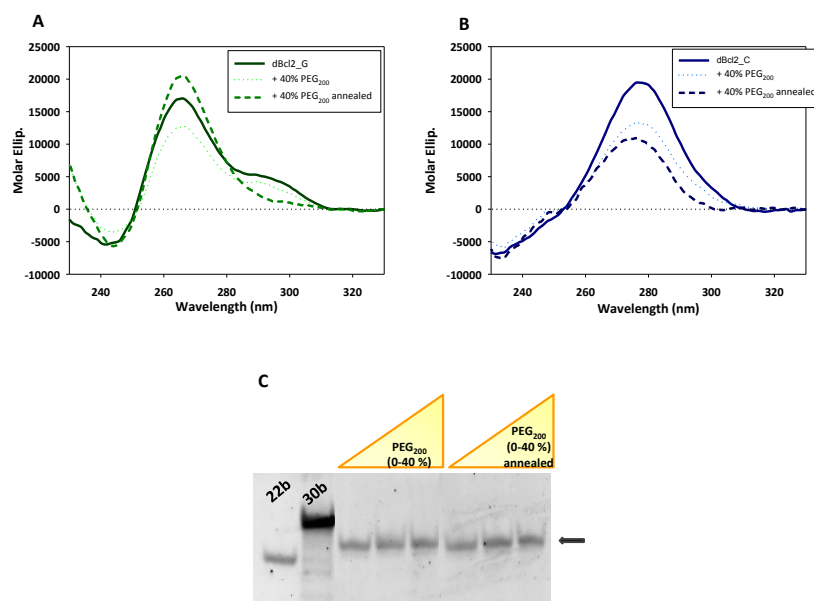 A
25000
20000
15000
10000
5000
0
-5000
-10000
Molar Ellip.
dBcl2_G
+ 40% PEG200
+ 40% PEG200 annealed
240 260 280 300 320
Wavelength (nm)
B
25000
20000
15000
10000
5000
0
-5000
-10000
Molar Ellip.
dBcl2_C
+ 40% PEG200
+ 40% PEG200 annealed
240 260 280 300 320
Wavelength (nm)
C
PEG200
(0-40 %)
PEG200
(0-40 %)
annealed
22b
30b